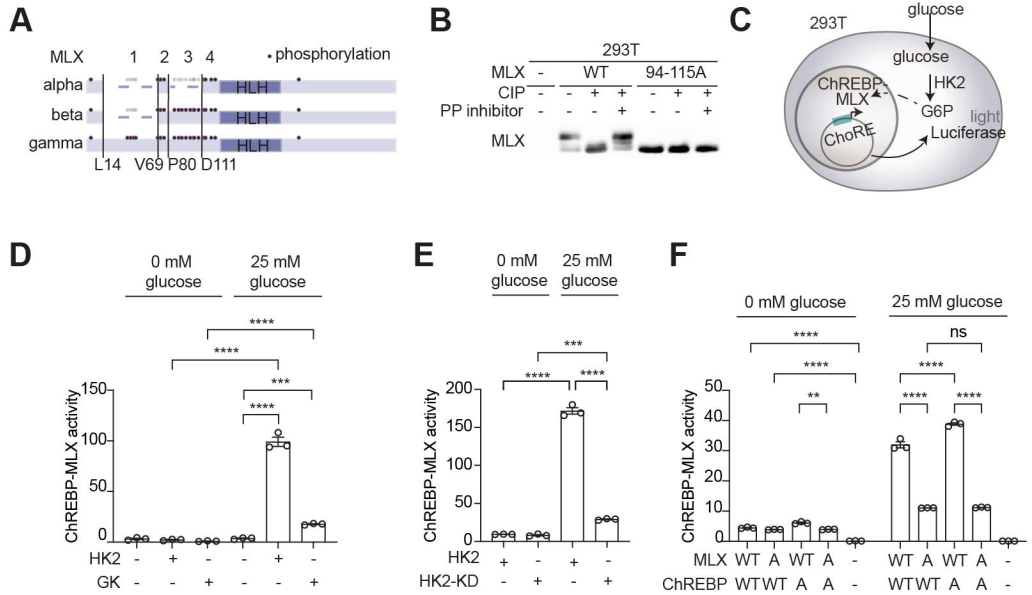 A
MLX 1 2 3 4 phosphorylation
alpha HLH
beta HLH
gamma HLH
L14 V69 P80 D111
B
293T
MLX - WT 94-115A
CIP - - + + - + +
PP inhibitor - - - + - - +
MLX
C
293T
glucose
glucose
HK2
ChREBP-
MLX
G6P
light
Luciferase
ChoRE
D
0 mM glucose
25 mM glucose
****
****
***
****
ChREBP-MLX activity
150
100
50
0
HK2 - + - - + -
GK - - + - - +
E
0 mM glucose
25 mM glucose
***
**** ****
ChREBP-MLX activity
200
150
100
50
0
HK2 + - + -
HK2-KD - + - +
F
0 mM glucose
25 mM glucose
**** ns
**** ****
** **** ****
ChREBP-MLX activity
50
40
30
20
10
0
MLX WT A WT A - WT A WT A -
ChREBP WT WT A A - WT WT A A -